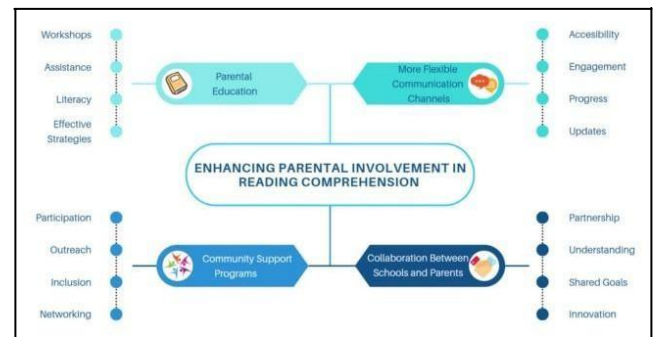 Workshops
Assistance
Literacy
Effective
Strategies
Parental
Education
More Flexible
Communication
Channels
Accesibility
Engagement
Progress
Updates
ENHANCING PARENTAL INVOLVEMENT IN
READING COMPREHENSION
Participation
Outreach
Inclusion
Networking
Community Support
Programs
Collaboration Between
Schools and Parents
Partnership
Understanding
Shared Goals
Innovation